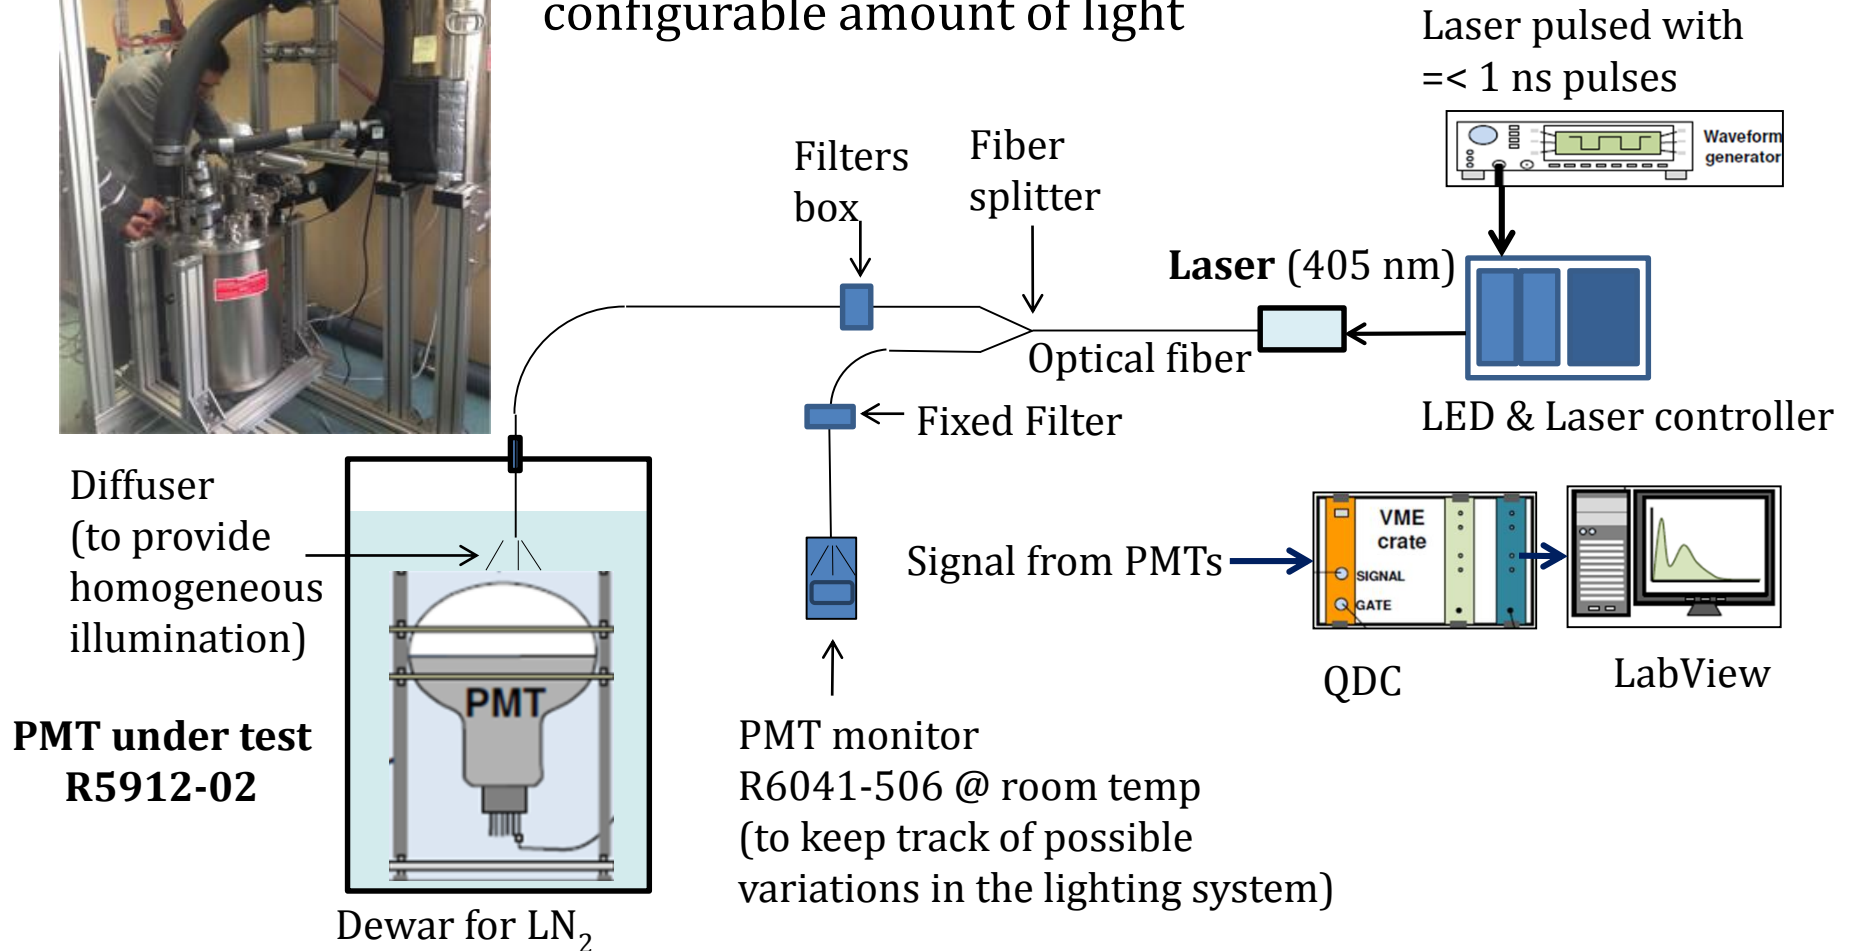 configurable amount of light
Laser pulsed with
=< 1 ns pulses
Waveform
generator
Filters
box
Fiber
splitter
Laser (405 nm)
Optical fiber
Fixed Filter
LED & Laser controller
Diffuser
(to provide
homogeneous
illumination)
Signal from PMTs
VME
crate
SIGNAL
GATE
QDC
LabView
PMT
PMT under test
R5912-02
PMT monitor
R6041-506 @ room temp
(to keep track of possible
variations in the lighting system)
Dewar for LN₂